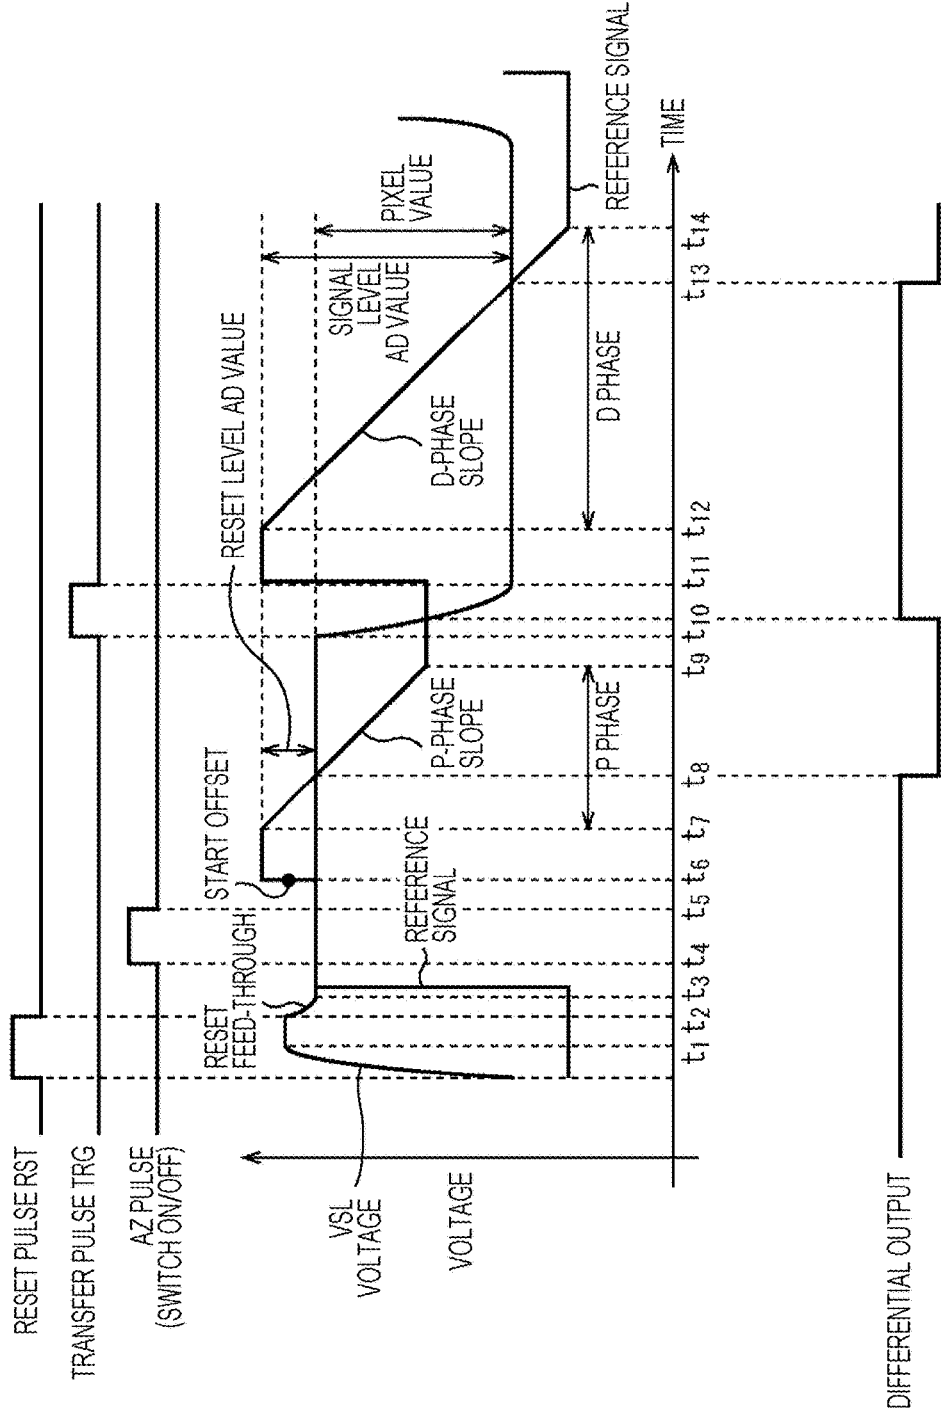 RESET PULSE RST
TRANSFER PULSE TRG
AZ PULSE
(SWITCH ON/OFF)
VSL
VOLTAGE
VOLTAGE
RESET
FEED-THROUGH
START OFFSET
RESET LEVEL AD VALUE
REFERENCE
SIGNAL
P-PHASE
SLOPE
D-PHASE
SLOPE
SIGNAL
LEVEL
AD VALUE
PIXEL
VALUE
P PHASE
D PHASE
REFERENCE SIGNAL
t1 t2 t3 t4 t5 t6 t7 t8 t9 t10 t11 t12 t13 t14
TIME
DIFFERENTIAL OUTPUT